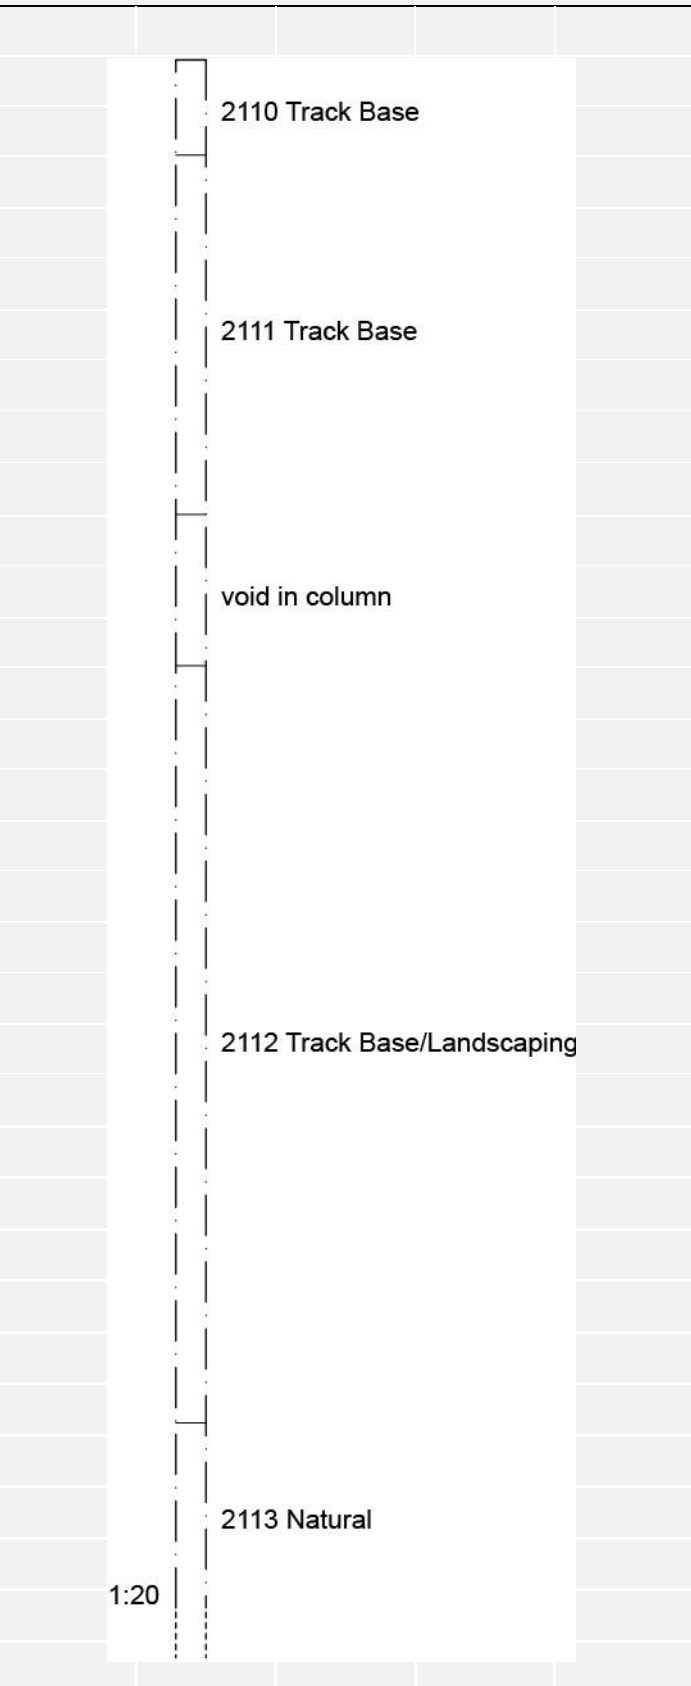 2110 Track Base
2111 Track Base
void in column
2112 Track Base/Landscaping
2113 Natural
1:20